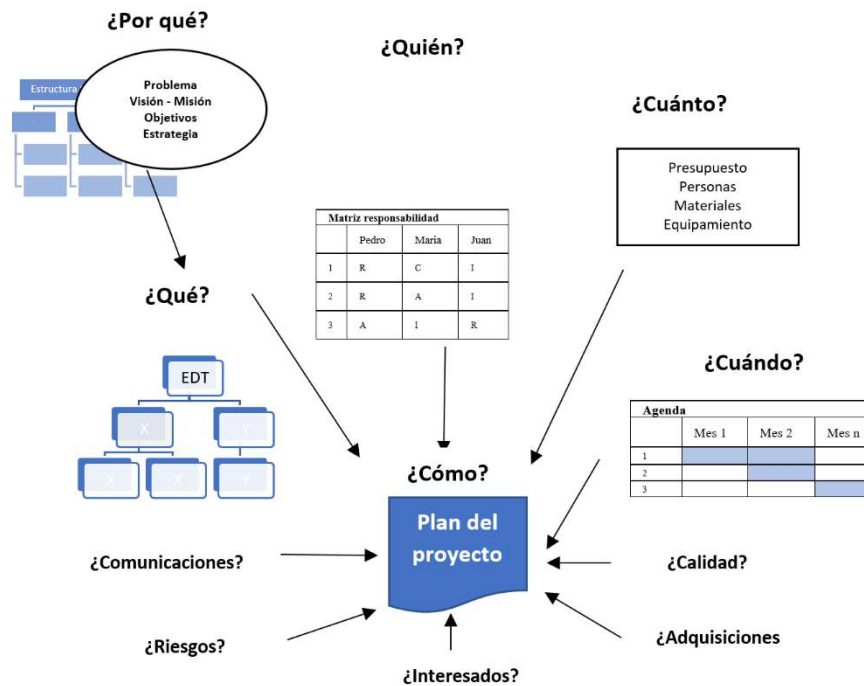 ¿Por qué?
¿Quién?
Estructura
Problema
Visión - Misión
Objetivos
Estrategia
¿Cuánto?
Presupuesto
Personas
Materiales
Equipamiento
Matriz responsabilidad
Pedro María Juan
1 R C I
2 R A I
3 A I R
¿Qué?
EDT
X Y
X X Y
¿Cuándo?
Agenda
Mes 1 Mes 2 Mes n
1
2
3
¿Cómo?
Plan del
proyecto
¿Comunicaciones?
¿Calidad?
¿Riesgos?
¿Adquisiciones
¿Interesados?